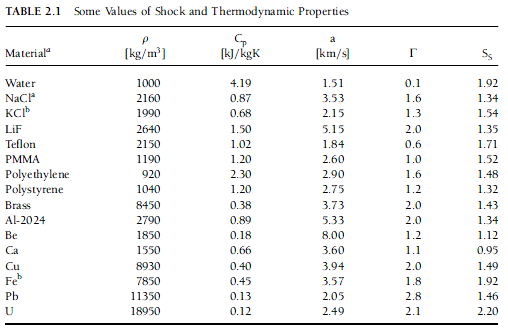 TABLE 2.1 Some Values of Shock and Thermodynamic Properties
ρ Cp a
Materialᵃ [kg/m³] [kJ/kgK] [km/s] Γ SS
Water 1000 4.19 1.51 0.1 1.92
NaClᵃ 2160 0.87 3.53 1.6 1.34
KClᵇ 1990 0.68 2.15 1.3 1.54
LiF 2640 1.50 5.15 2.0 1.35
Teflon 2150 1.02 1.84 0.6 1.71
PMMA 1190 1.20 2.60 1.0 1.52
Polyethylene 920 2.30 2.90 1.6 1.48
Polystyrene 1040 1.20 2.75 1.2 1.32
Brass 8450 0.38 3.73 2.0 1.43
Al-2024 2790 0.89 5.33 2.0 1.34
Be 1850 0.18 8.00 1.2 1.12
Ca 1550 0.66 3.60 1.1 0.95
Cu 8930 0.40 3.94 2.0 1.49
Feᵇ 7850 0.45 3.57 1.8 1.92
Pb 11350 0.13 2.05 2.8 1.46
U 18950 0.12 2.49 2.1 2.20